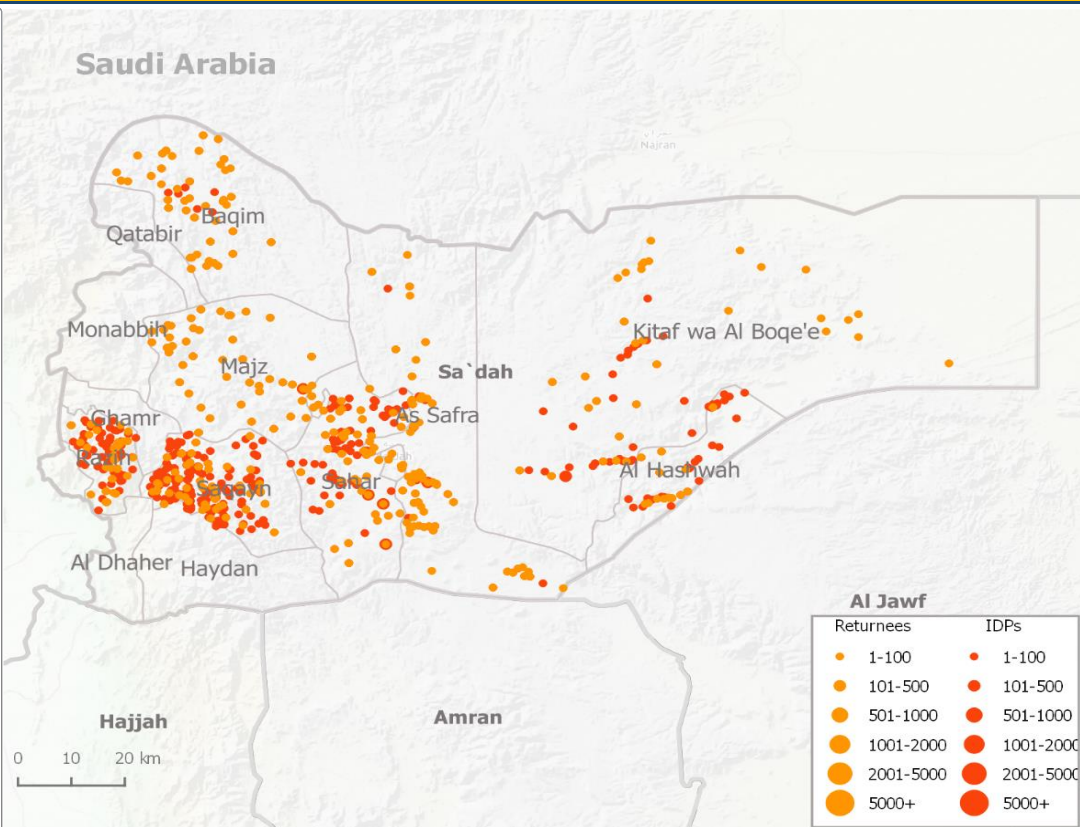 Saudi Arabia
نجران
Najran
Baqim
Qatabir
Monabbih
Kitaf wa Al Boqe'e
Majz
Sa`dah
Ghamr
As Safra
Razih
Al Hashwah
Saqayn
Sahar
Al Dhaher
Haydan
Al Jawf
Hajjah
Amran
0 10 20 km
Returnees IDPs
1-100 1-100
101-500 101-500
501-1000 501-1000
1001-2000 1001-2000
2001-5000 2001-5000
5000+ 5000+